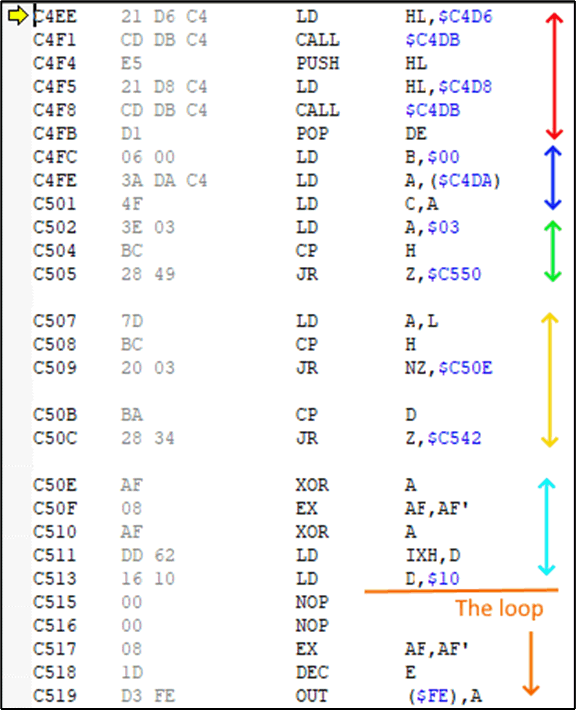 C4EE 21 D6 C4 LD HL,$C4D6
C4F1 CD DB C4 CALL $C4DB
C4F4 E5 PUSH HL
C4F5 21 D8 C4 LD HL,$C4D8
C4F8 CD DB C4 CALL $C4DB
C4FB D1 POP DE
C4FC 06 00 LD B,$00
C4FE 3A DA C4 LD A,($C4DA)
C501 4F LD C,A
C502 3E 03 LD A,$03
C504 BC CP H
C505 28 49 JR Z,$C550
C507 7D LD A,L
C508 BC CP H
C509 20 03 JR NZ,$C50E
C50B BA CP D
C50C 28 34 JR Z,$C542
C50E AF XOR A
C50F 08 EX AF,AF'
C510 AF XOR A
C511 DD 62 LD IXH,D
C513 16 10 LD D,$10
C515 00 NOP
The loop
C516 00 NOP
C517 08 EX AF,AF'
C518 1D DEC E
C519 D3 FE OUT ($FE),A